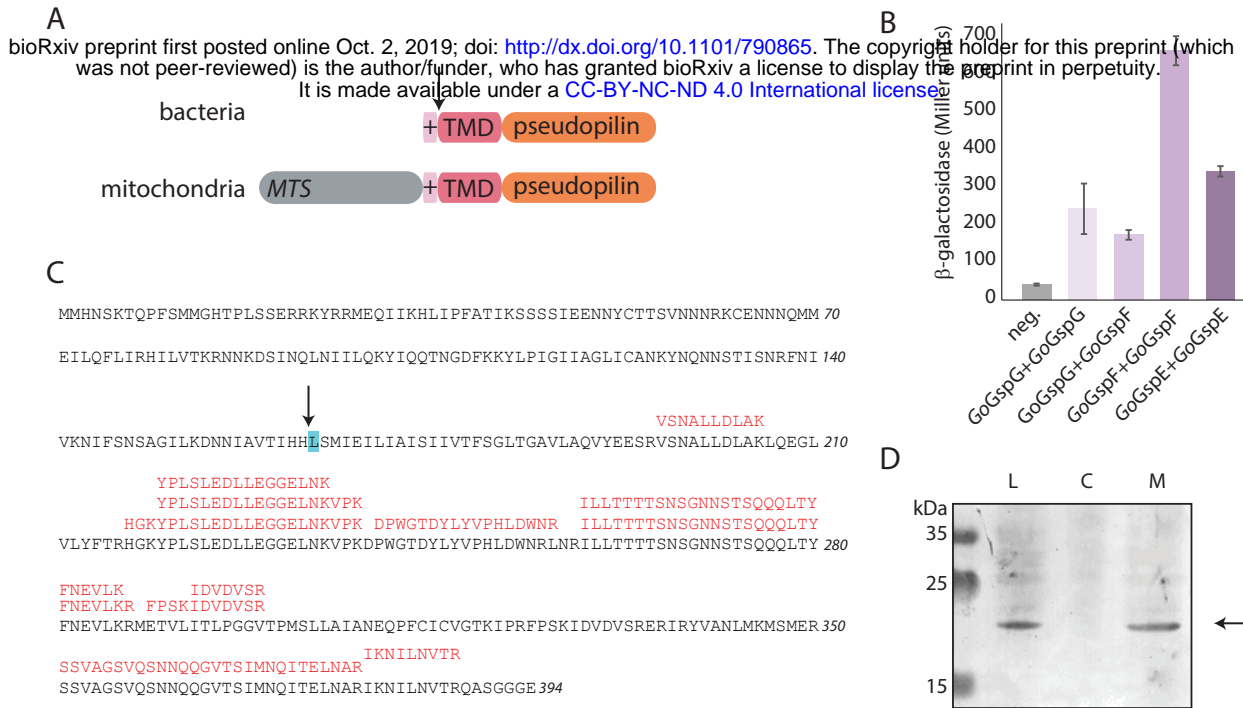 A
bioRxiv preprint first posted online Oct. 2, 2019; doi: http://dx.doi.org/10.1101/790865. The copyright holder for this preprint (which
was not peer-reviewed) is the author/funder, who has granted bioRxiv a license to display the preprint in perpetuity.
It is made available under a CC-BY-NC-ND 4.0 International license.
bacteria
+ TMD pseudopilin
mitochondria MTS + TMD pseudopilin
B
β-galactosidase (Miller units)
700
600
500
400
300
200
100
0
neg.
GoGspG+GoGspG
GoGspG+GoGspF
GoGspF+GoGspF
GoGspE+GoGspE
C
MMHNSKTQPFSMMGHTPLSSERRKYRRMEQIIKHLIPFATIKSSSSIEENNYCTTSVNNNRKCENNNQMM 70
EILQFLIRHILVTKRNNKDSINQLNIILQKYIQQTNGDFKKYLPIGIIAGLICANKYNQNNSTISNRFNI 140
VSNALLDLAK
VKNIFSNSAGILKDNNIAVTIHHLSMIEILIAISIIVTFSGLTGAVLAQVYEESRVSNALLDLAKLQEGL 210
YPLSLEDLLEGGELNK
YPLSLEDLLEGGELNKVPK ILLTTTTSNSGNNSTSQQQLTY
HGKYPLSLEDLLEGGELNKVPK DPWGTDYLYVPHLDWNR ILLTTTTSNSGNNSTSQQQLTY
VLYFTRHGKYPLSLEDLLEGGELNKVPKDPWGTDYLYVPHLDWNRLNRILLTTTTSNSGNNSTSQQQLTY 280
FNEVLK IDVDVSR
FNEVLKR FPSKIDVDVSR
FNEVLKRMETVLITLPGGVTPMSLLAIANEQPFCICVGTKIPRFPSKIDVDVSRERIRYVANLMKMSMER 350
IKNILNVTR
SSVAGSVQSNNQQGVTSIMNQITELNAR
SSVAGSVQSNNQQGVTSIMNQITELNARIKNILNVTRQASGGGE 394
D
L C M
kDa
35
25
15